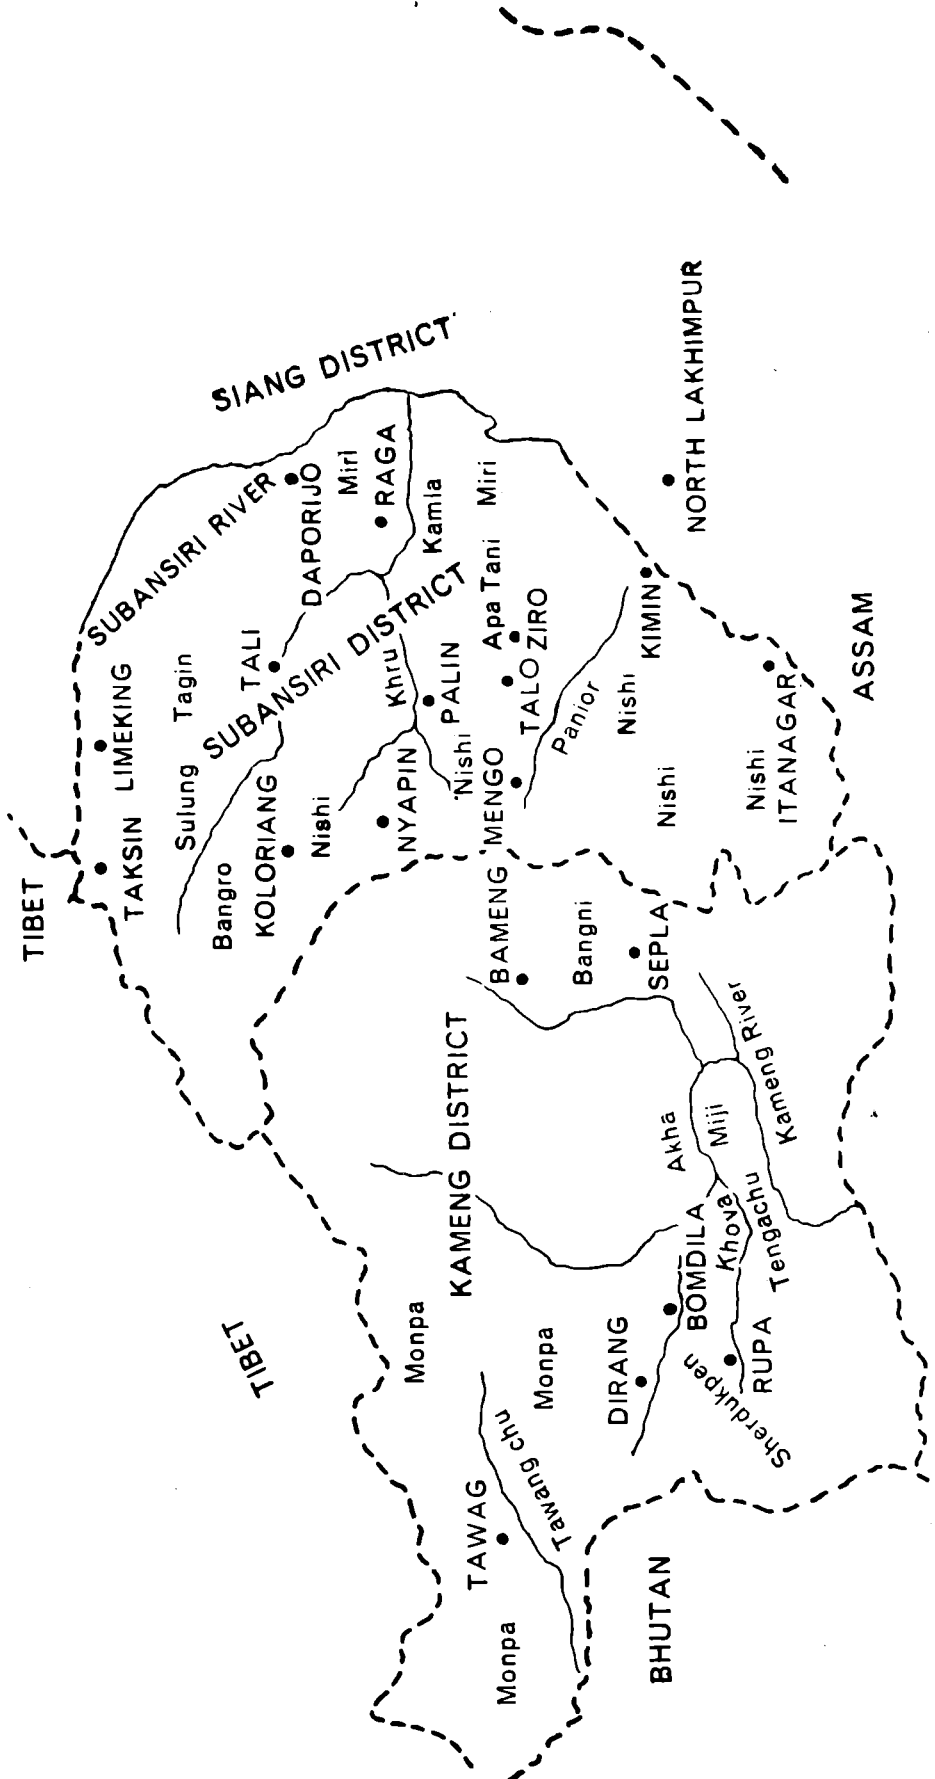 TIBET
TAKSIN
LIMEKING
SUBANSIRI RIVER
SIANG DISTRICT
Sulung
Tagin
Bangro
TALI
DAPORIJO
Miri
KOLORIANG
SUBANSIRI DISTRICT
RAGA
Nishi
Khru
Kamla
NYAPIN
PALIN
Nishi
Apa Tani
Miri
MENGO
TALO
ZIRO
Panior
Nishi
KIMIN
NORTH LAKHIMPUR
Nishi
Nishi
ITANAGAR
ASSAM
TIBET
KAMENG DISTRICT
BAMENG
Bangni
SEPLA
Monpa
Monpa
Akhā
Miji
Kameng River
DIRANG
BOMDILA
Khova
Tengachu
RUPA
Sherdukpen
TAWAG
Tawang chu
Monpa
BHUTAN